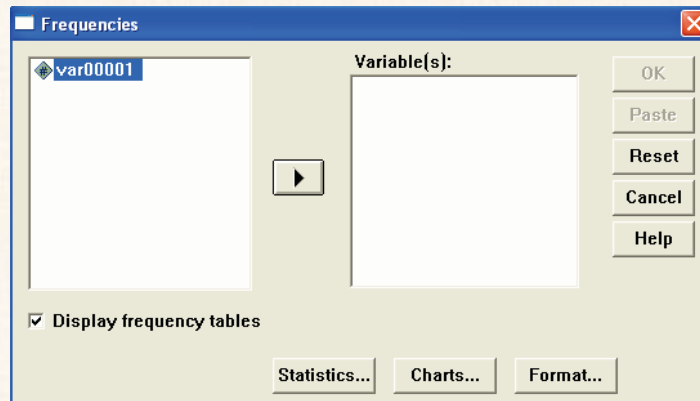 Frequencies
var00001
Variable(s):
OK
Paste
Reset
Cancel
Help
Display frequency tables
Statistics...
Charts...
Format...